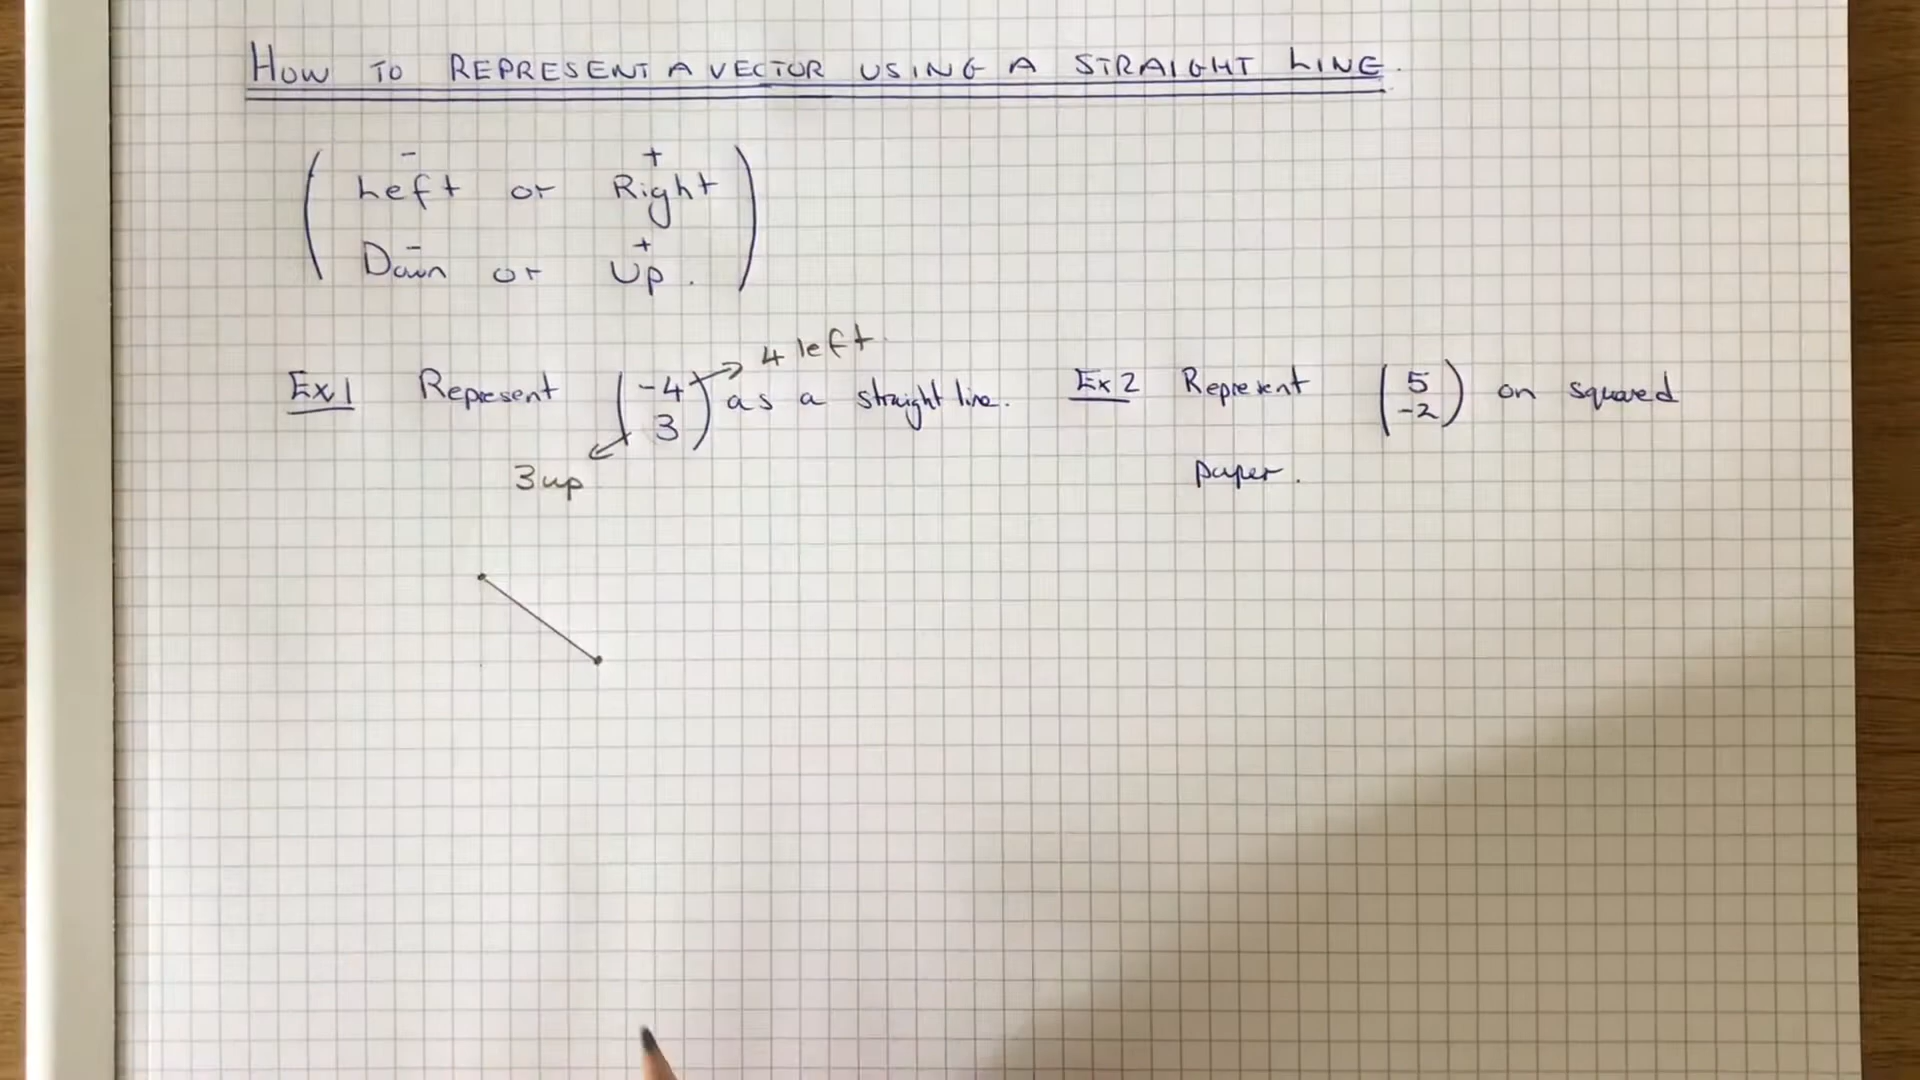 HOW TO REPRESENT A VECTOR USING A STRAIGHT LINE.
- +
Left or Right
- +
Down or Up.
4 left
Ex1 Represent (-4 3) as a straight line.
3up
Ex2 Represent (5 -2) on squared
paper.